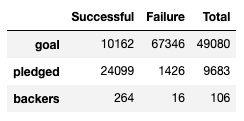 Successful Failure Total
goal 10162 67346 49080
pledged 24099 1426 9683
backers 264 16 106